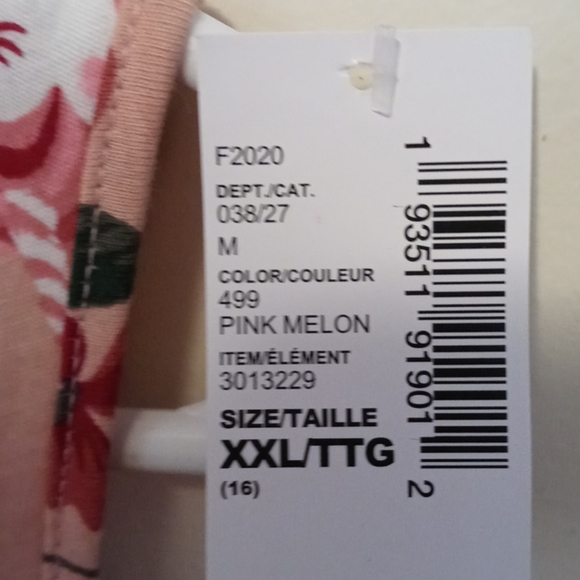 F2020
DEPT./CAT.
038/27
M
COLOR/COULEUR
499
PINK MELON
ITEM/ÉLÉMENT
3013229
SIZE/TAILLE
XXL/TTG
(16)
1 93511 91901 2